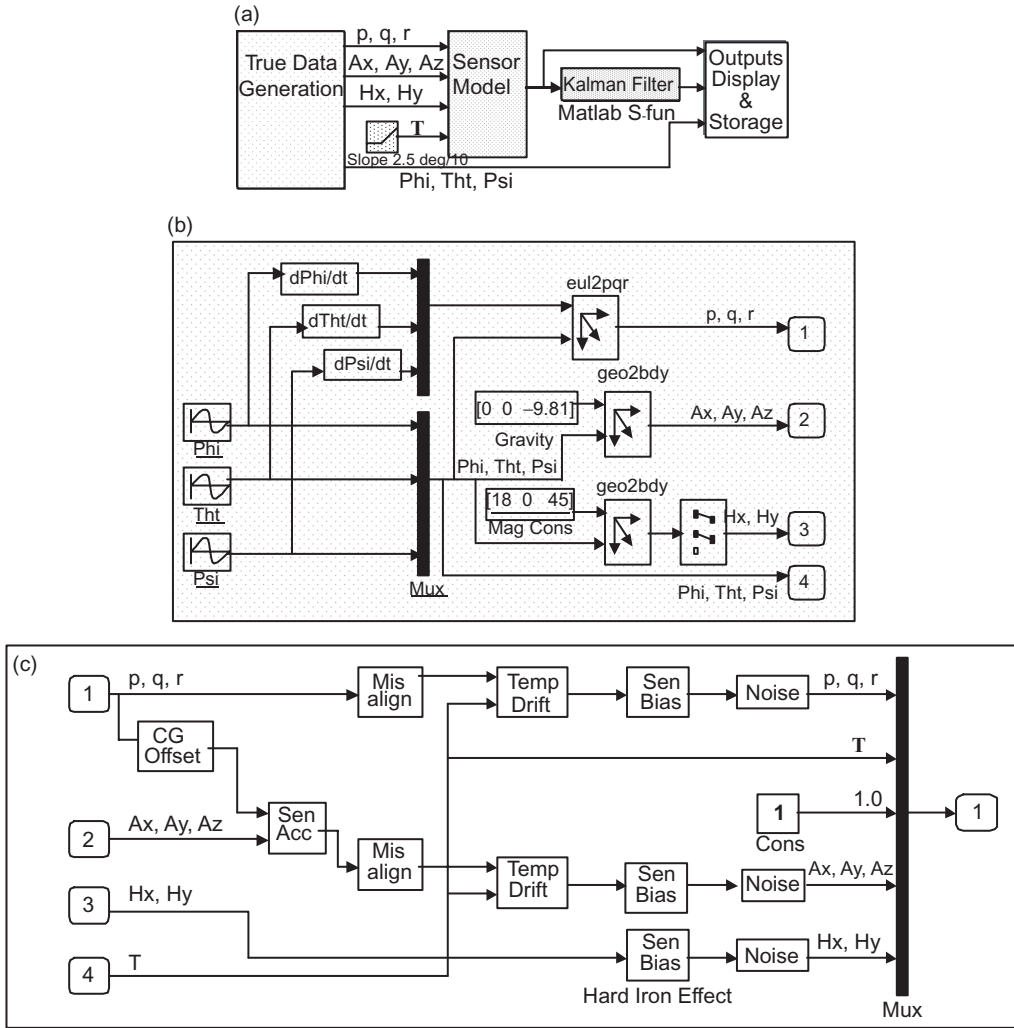 (a)
True Data
Generation
p, q, r
Ax, Ay, Az
Hx, Hy
T
Slope 2.5 deg/10
Phi, Tht, Psi
Sensor
Model
Kalman Filter
Matlab S-fun
Outputs
Display
&
Storage
(b)
dPhi/dt
dTht/dt
dPsi/dt
Phi
Tht
Psi
Mux
eul2pqr
p, q, r
1
geo2bdy
[0 0 −9.81]
Gravity
Ax, Ay, Az
2
Phi, Tht, Psi
geo2bdy
[18 0 45]
Mag Cons
Hx, Hy
3
4
Phi, Tht, Psi
(c)
1
p, q, r
Mis
align
Temp
Drift
Sen
Bias
Noise
p, q, r
CG
Offset
T
2
Ax, Ay, Az
Sen
Acc
1
Cons
1.0
1
Mis
align
Temp
Drift
Sen
Bias
Noise
Ax, Ay, Az
3
Hx, Hy
Sen
Bias
Noise
Hx, Hy
4
T
Hard Iron Effect
Mux